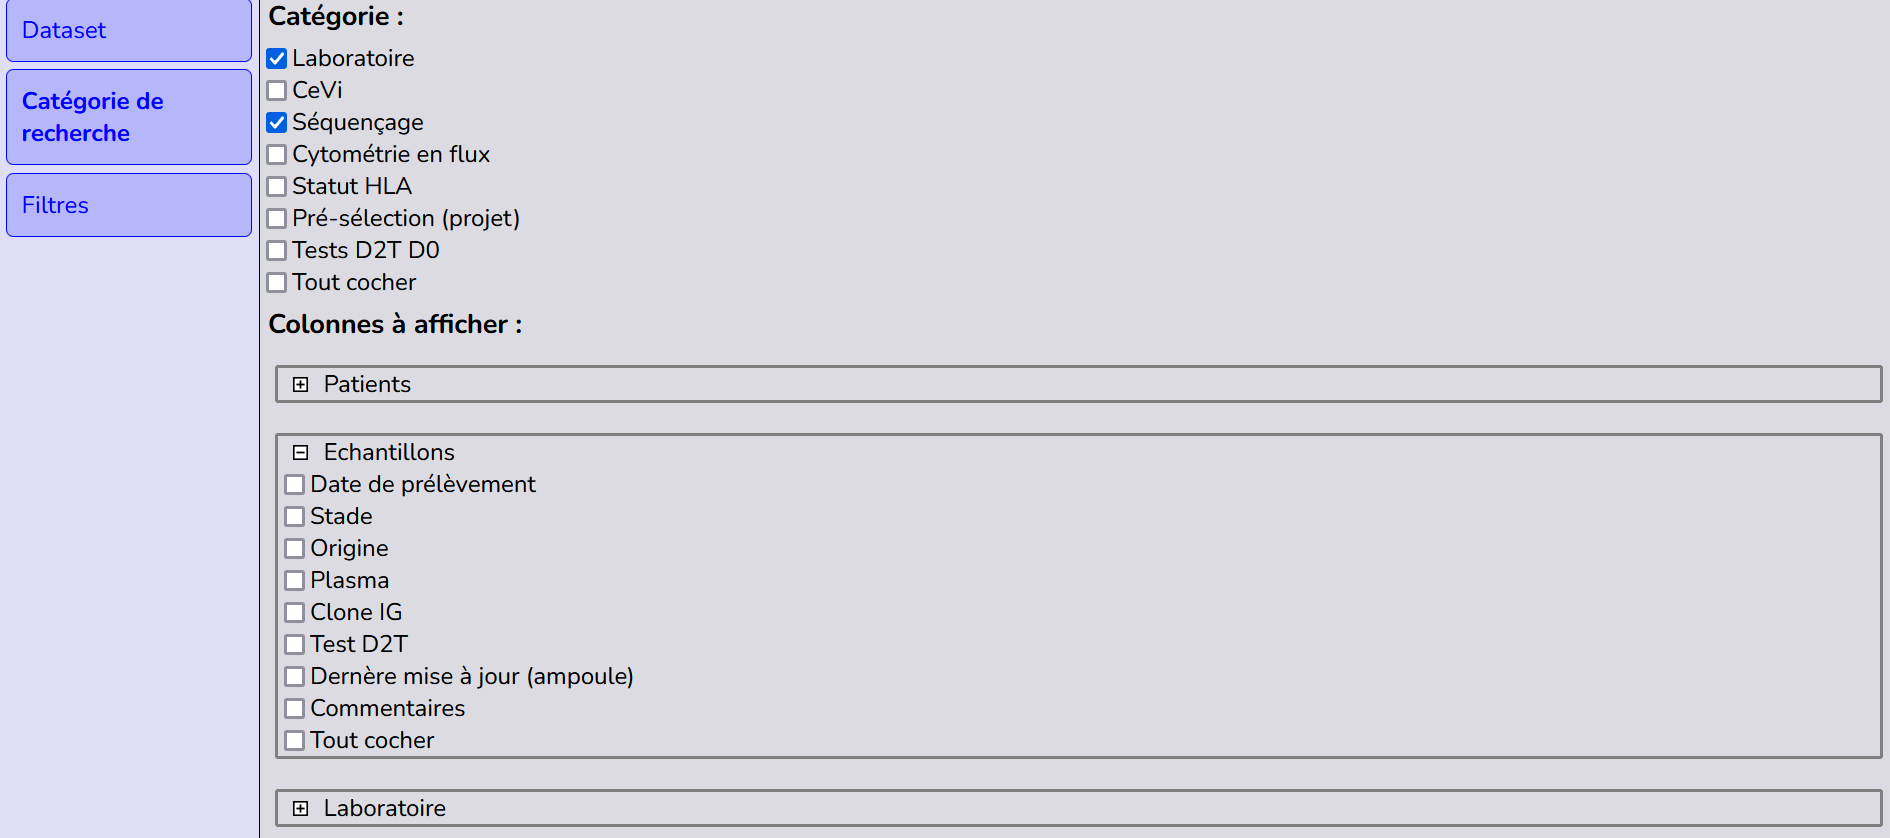 Dataset
Catégorie de
recherche
Filtres
Catégorie :
Laboratoire
CeVi
Séquençage
Cytométrie en flux
Statut HLA
Pré-sélection (projet)
Tests D2T D0
Tout cocher
Colonnes à afficher :
Patients
Echantillons
Date de prélèvement
Stade
Origine
Plasma
Clone IG
Test D2T
Dernère mise à jour (ampoule)
Commentaires
Tout cocher
Laboratoire